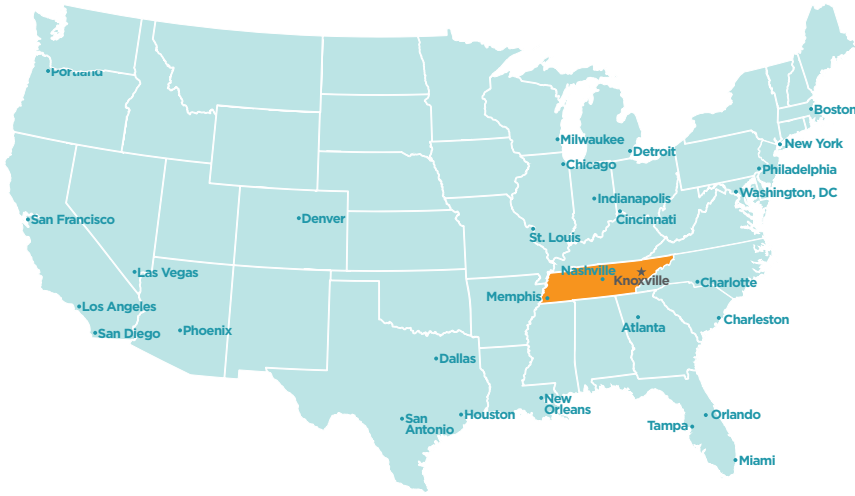 Portland
Boston
Milwaukee
New York
Detroit
Chicago
Philadelphia
Washington, DC
Indianapolis
San Francisco
Denver
Cincinnati
St. Louis
Las Vegas
Nashville
Knoxville
Charlotte
Memphis
Los Angeles
Charleston
San Diego
Phoenix
Atlanta
Dallas
New
Orleans
Houston
San
Antonio
Orlando
Tampa
Miami